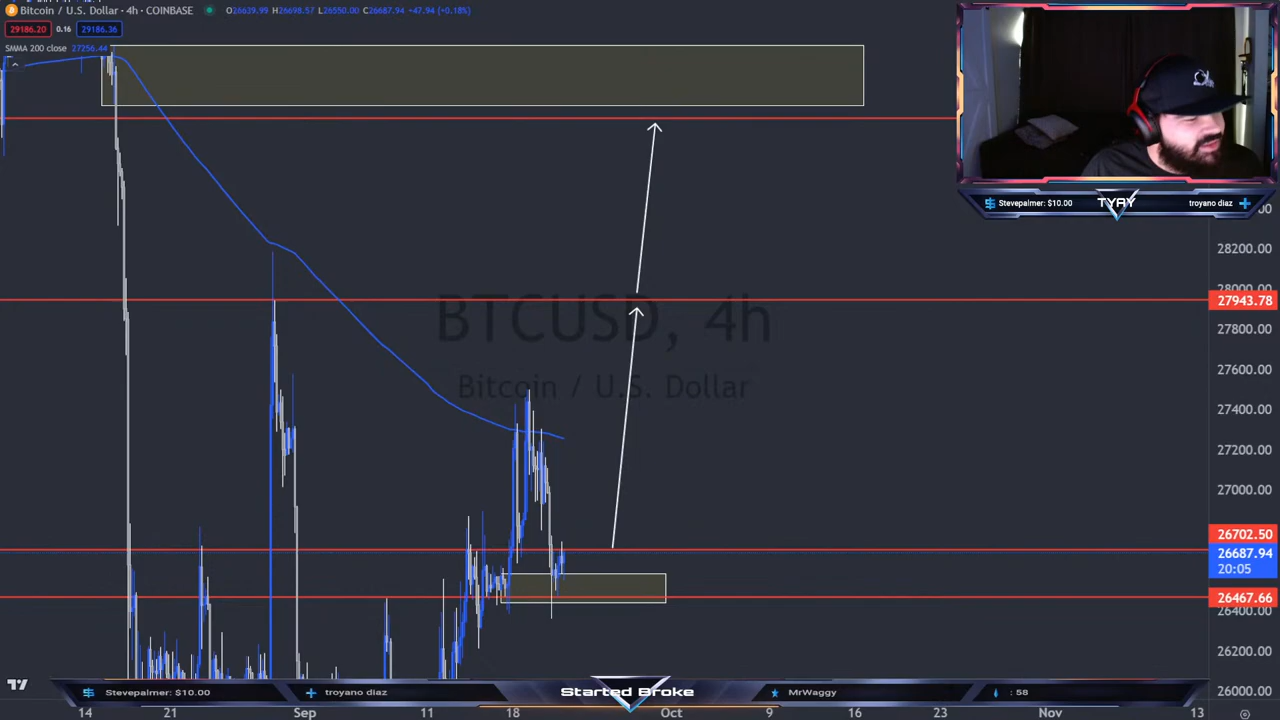 Bitcoin / U.S. Dollar · 4h · COINBASE O26639.99 H26698.57 L26550.00 C26687.94 +47.94 (+0.18%)
29186.20 0.16 29186.36
SMMA 200 close 27256.44
Stevepalmer: $10.00 TYAY troyano diaz
28200.00
28000.00
27943.78
27800.00
BTCUSD, 4h
27600.00
Bitcoin / U.S. Dollar
27400.00
27200.00
27000.00
26702.50
26687.94
20:05
26467.66
26400.00
26200.00
26000.00
Stevepalmer: $10.00 troyano diaz Started Broke MrWaggy : 58
14 21 Sep 11 18 Oct 9 16 23 Nov 13